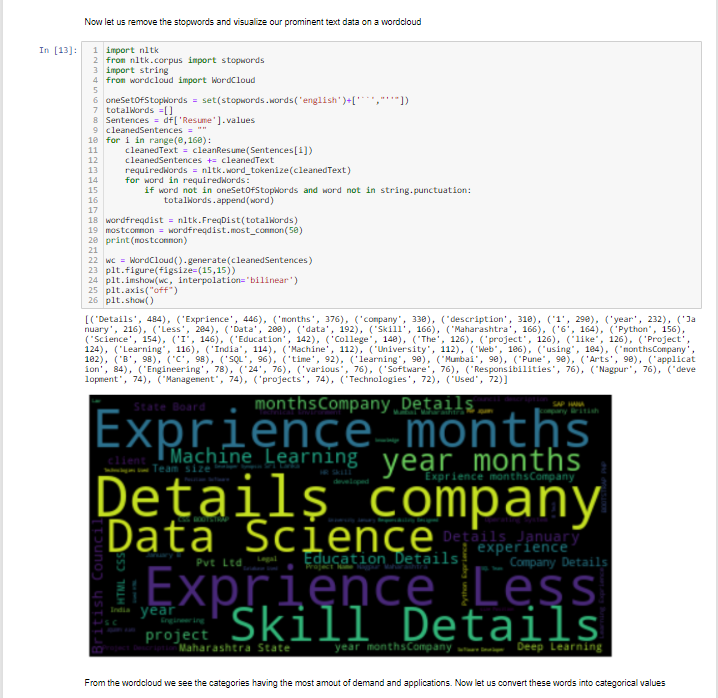 Now let us remove the stopwords and visualize our prominent text data on a wordcloud
In [13]:
1 import nltk
2 from nltk.corpus import stopwords
3 import string
4 from wordcloud import WordCloud
5
6 oneSetOfStopWords = set(stopwords.words('english')+['``',"''"])
7 totalWords =[]
8 Sentences = df['Resume'].values
9 cleanedSentences = ""
10 for i in range(0,160):
11 cleanedText = cleanResume(Sentences[i])
12 cleanedSentences += cleanedText
13 requiredWords = nltk.word_tokenize(cleanedText)
14 for word in requiredWords:
15 if word not in oneSetOfStopWords and word not in string.punctuation:
16 totalWords.append(word)
17
18 wordfreqdist = nltk.FreqDist(totalWords)
19 mostcommon = wordfreqdist.most_common(50)
20 print(mostcommon)
21
22 wc = WordCloud().generate(cleanedSentences)
23 plt.figure(figsize=(15,15))
24 plt.imshow(wc, interpolation='bilinear')
25 plt.axis("off")
26 plt.show()
[('Details', 484), ('Exprience', 446), ('months', 376), ('company', 330), ('description', 310), ('1', 290), ('year', 232), ('Ja
nuary', 216), ('Less', 204), ('Data', 200), ('data', 192), ('Skill', 166), ('Maharashtra', 166), ('6', 164), ('Python', 156),
('Science', 154), ('I', 146), ('Education', 142), ('College', 140), ('The', 126), ('project', 126), ('like', 126), ('Project',
124), ('Learning', 116), ('India', 114), ('Machine', 112), ('University', 112), ('Web', 106), ('using', 104), ('monthsCompany',
102), ('B', 98), ('C', 98), ('SQL', 96), ('time', 92), ('learning', 90), ('Mumbai', 90), ('Pune', 90), ('Arts', 90), ('applicat
ion', 84), ('Engineering', 78), ('24', 76), ('various', 76), ('Software', 76), ('Responsibilities', 76), ('Nagpur', 76), ('deve
lopment', 74), ('Management', 74), ('projects', 74), ('Technologies', 72), ('Used', 72)]
State Board
monthsCompany Details
SAP HANA
company British
Exprience months
client
Machine Learning
year months
Team size
developed
Exprience monthsCompany
Details company
Data Science
Details January
experience
Pvt Ltd
Legal
Education Details
Company Details
British Council
HTML CSS
Python Exprience
Exprience Less
India
year
Engineering
project
Skill Details
Maharashtra State
year monthsCompany
Software Developer
Deep Learning
From the wordcloud we see the categories having the most amout of demand and applications. Now let us convert these words into categorical values